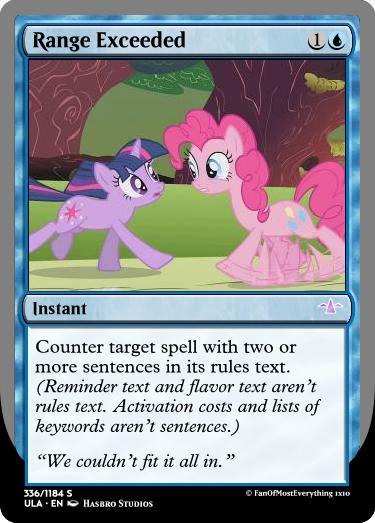 Range Exceeded 1
Instant
Counter target spell with two or
more sentences in its rules text.
(Reminder text and flavor text aren't
rules text. Activation costs and lists of
keywords aren't sentences.)
“We couldn't fit it all in.”
336/1184 S
ULA • EN Hasbro Studios
© FanOfMostEverything 1x10